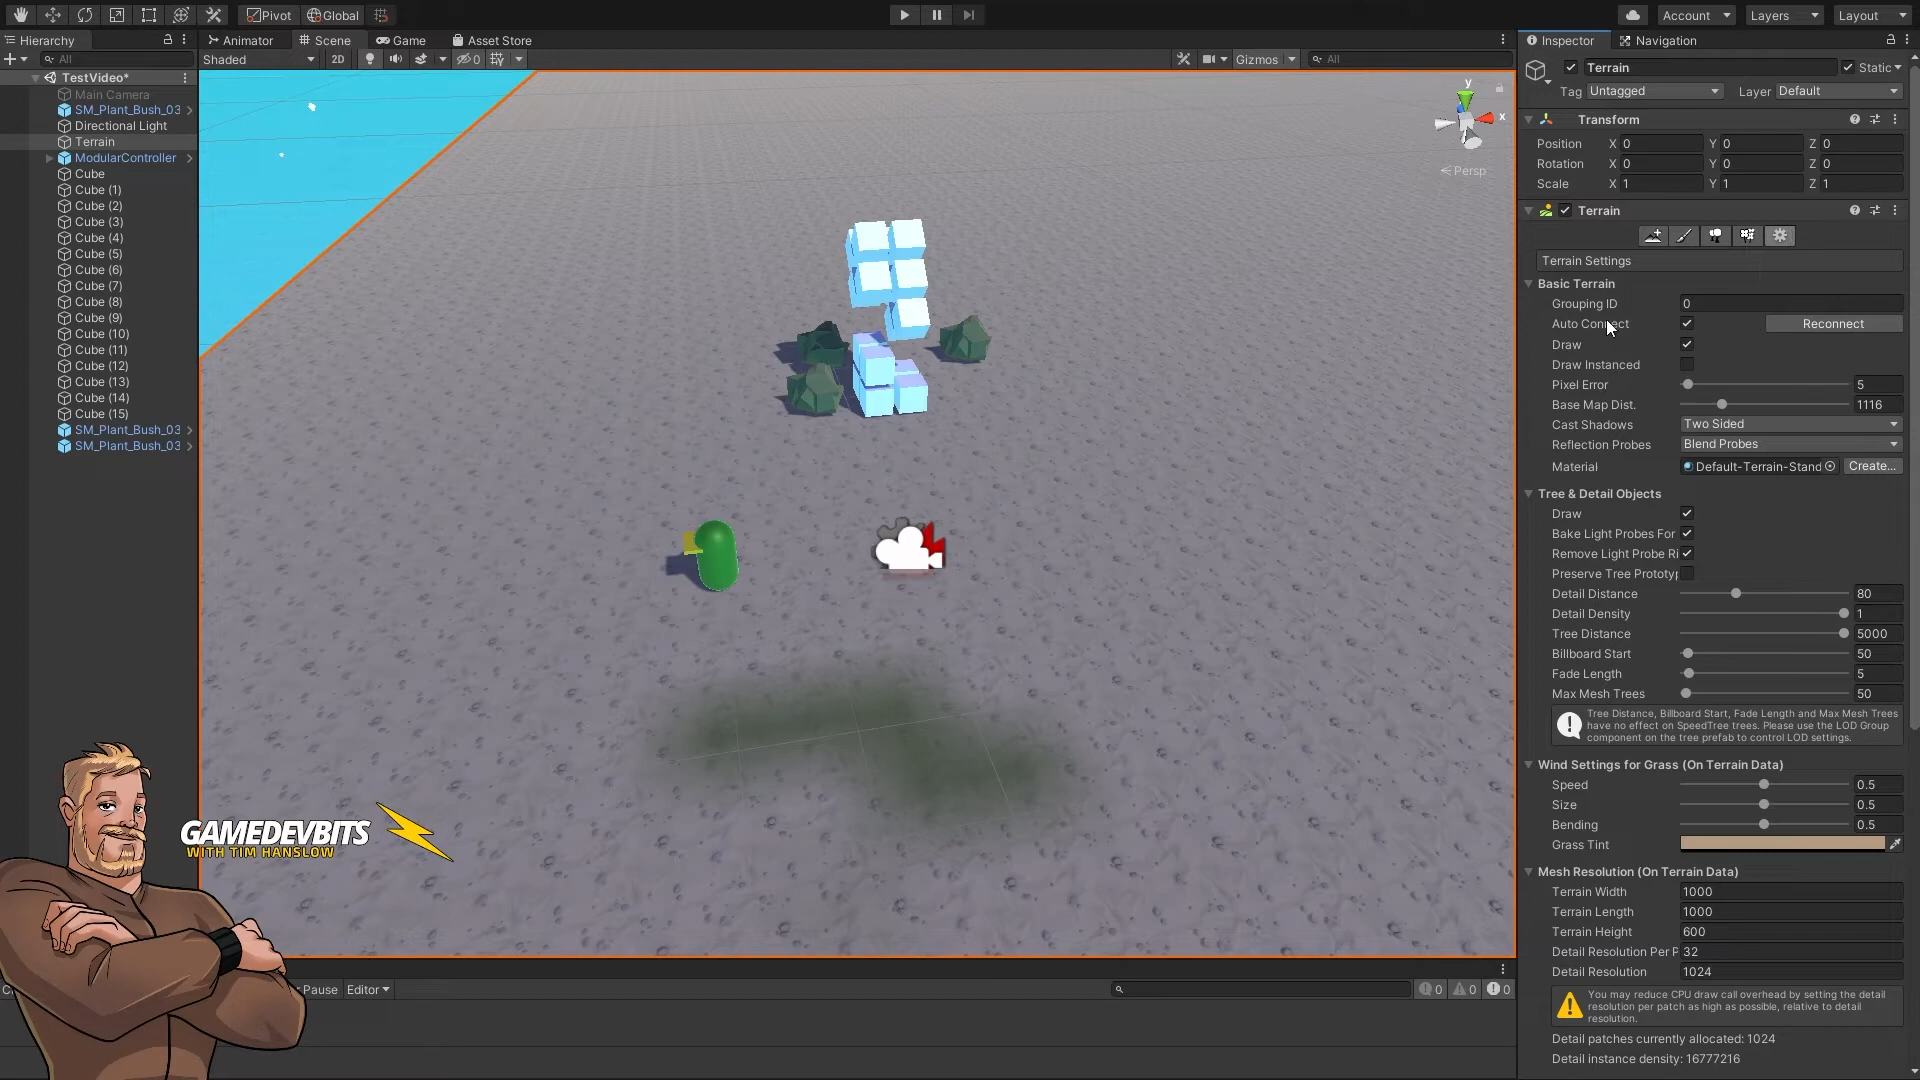 Pivot
Global
Account
Layers
Layout
Hierarchy
Animator
Scene
Game
Asset Store
Inspector
Navigation
All
Shaded
2D
0
Gizmos
All
TestVideo*
Main Camera
SM_Plant_Bush_03
Directional Light
Terrain
ModularController
Cube
Cube (1)
Cube (2)
Cube (3)
Cube (4)
Cube (5)
Cube (6)
Cube (7)
Cube (8)
Cube (9)
Cube (10)
Cube (11)
Cube (12)
Cube (13)
Cube (14)
Cube (15)
SM_Plant_Bush_03
SM_Plant_Bush_03
y
x
Persp
GAMEDEVBITS
WITH TIM HANSLOW
Pause
Editor
0
0
0
Terrain
Static
Tag Untagged Layer Default
Transform
Position X 0 Y 0 Z 0
Rotation X 0 Y 0 Z 0
Scale X 1 Y 1 Z 1
Terrain
Terrain Settings
Basic Terrain
Grouping ID 0
Auto Connect Reconnect
Draw
Draw Instanced
Pixel Error 5
Base Map Dist. 1116
Cast Shadows Two Sided
Reflection Probes Blend Probes
Material Default-Terrain-Stand Create...
Tree & Detail Objects
Draw
Bake Light Probes For
Remove Light Probe Ri
Preserve Tree Prototyp
Detail Distance 80
Detail Density 1
Tree Distance 5000
Billboard Start 50
Fade Length 5
Max Mesh Trees 50
Tree Distance, Billboard Start, Fade Length and Max Mesh Trees
have no effect on SpeedTree trees. Please use the LOD Group
component on the tree prefab to control LOD settings.
Wind Settings for Grass (On Terrain Data)
Speed 0.5
Size 0.5
Bending 0.5
Grass Tint
Mesh Resolution (On Terrain Data)
Terrain Width 1000
Terrain Length 1000
Terrain Height 600
Detail Resolution Per P 32
Detail Resolution 1024
You may reduce CPU draw call overhead by setting the detail
resolution per patch as high as possible, relative to detail
resolution.
Detail patches currently allocated: 1024
Detail instance density: 16777216